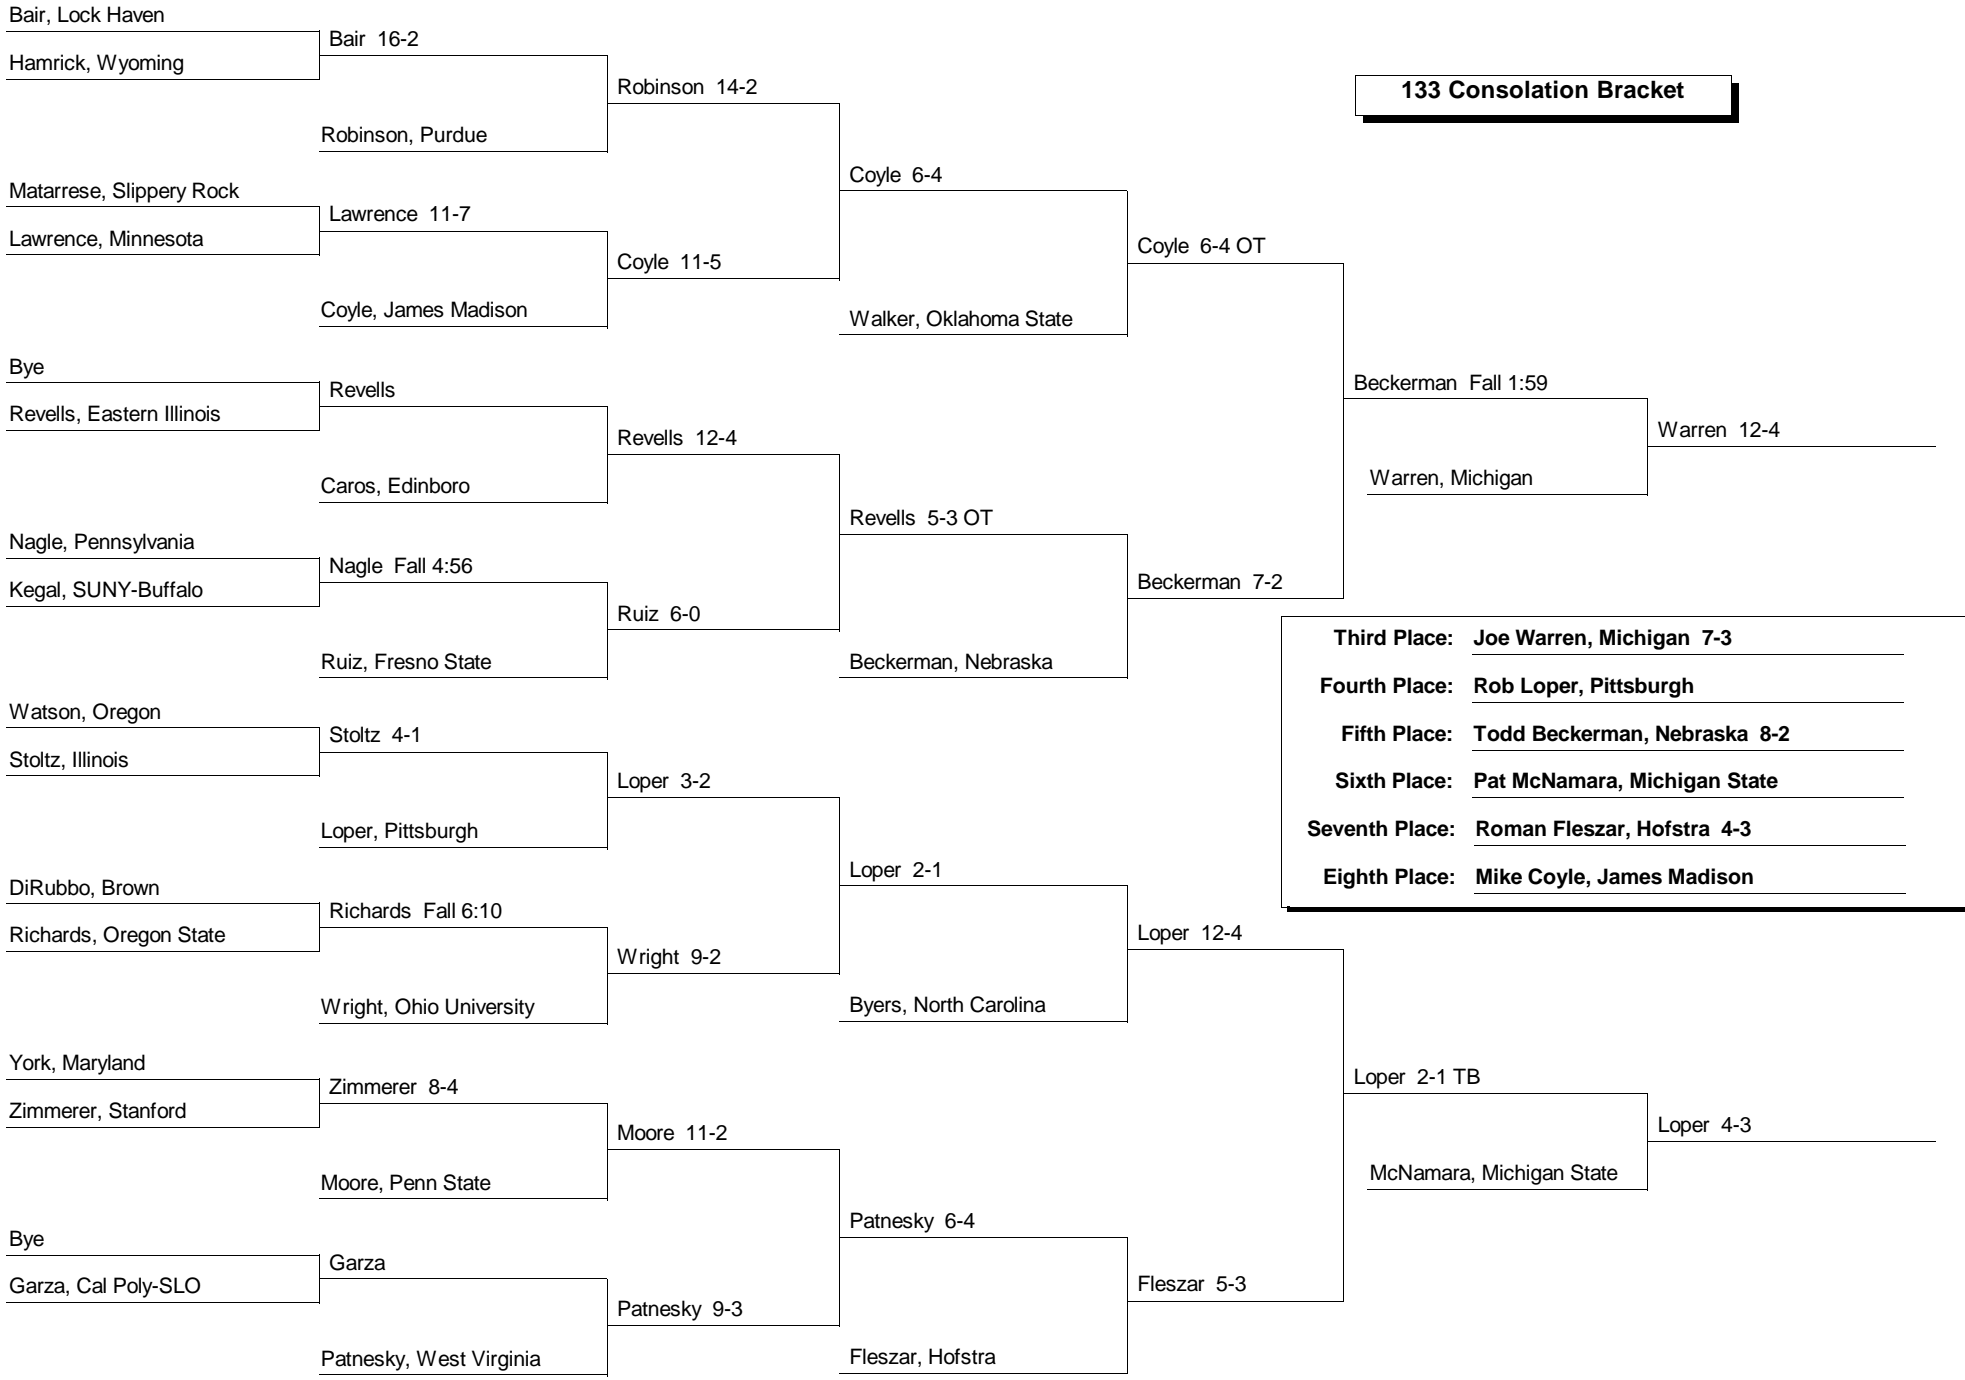 133 Consolation Bracket
Bair, Lock Haven
Hamrick, Wyoming
Matarrese, Slippery Rock
Lawrence, Minnesota
Bye
Revells, Eastern Illinois
Nagle, Pennsylvania
Kegal, SUNY-Buffalo
Watson, Oregon
Stoltz, Illinois
DiRubbo, Brown
Richards, Oregon State
York, Maryland
Zimmerer, Stanford
Bye
Garza, Cal Poly-SLO
Bair 16-2
Robinson, Purdue
Lawrence 11-7
Coyle, James Madison
Revells
Caros, Edinboro
Nagle Fall 4:56
Ruiz, Fresno State
Stoltz 4-1
Loper, Pittsburgh
Richards Fall 6:10
Wright, Ohio University
Zimmerer 8-4
Moore, Penn State
Garza
Patnesky, West Virginia
Robinson 14-2
Coyle 11-5
Revells 12-4
Ruiz 6-0
Loper 3-2
Wright 9-2
Moore 11-2
Patnesky 9-3
Coyle 6-4
Walker, Oklahoma State
Revells 5-3 OT
Beckerman, Nebraska
Loper 2-1
Byers, North Carolina
Patnesky 6-4
Fleszar, Hofstra
Coyle 6-4 OT
Beckerman 7-2
Loper 12-4
Fleszar 5-3
Beckerman Fall 1:59
Warren, Michigan
Loper 2-1 TB
McNamara, Michigan State
Warren 12-4
Loper 4-3
Third Place: Joe Warren, Michigan 7-3
Fourth Place: Rob Loper, Pittsburgh
Fifth Place: Todd Beckerman, Nebraska 8-2
Sixth Place: Pat McNamara, Michigan State
Seventh Place: Roman Fleszar, Hofstra 4-3
Eighth Place: Mike Coyle, James Madison